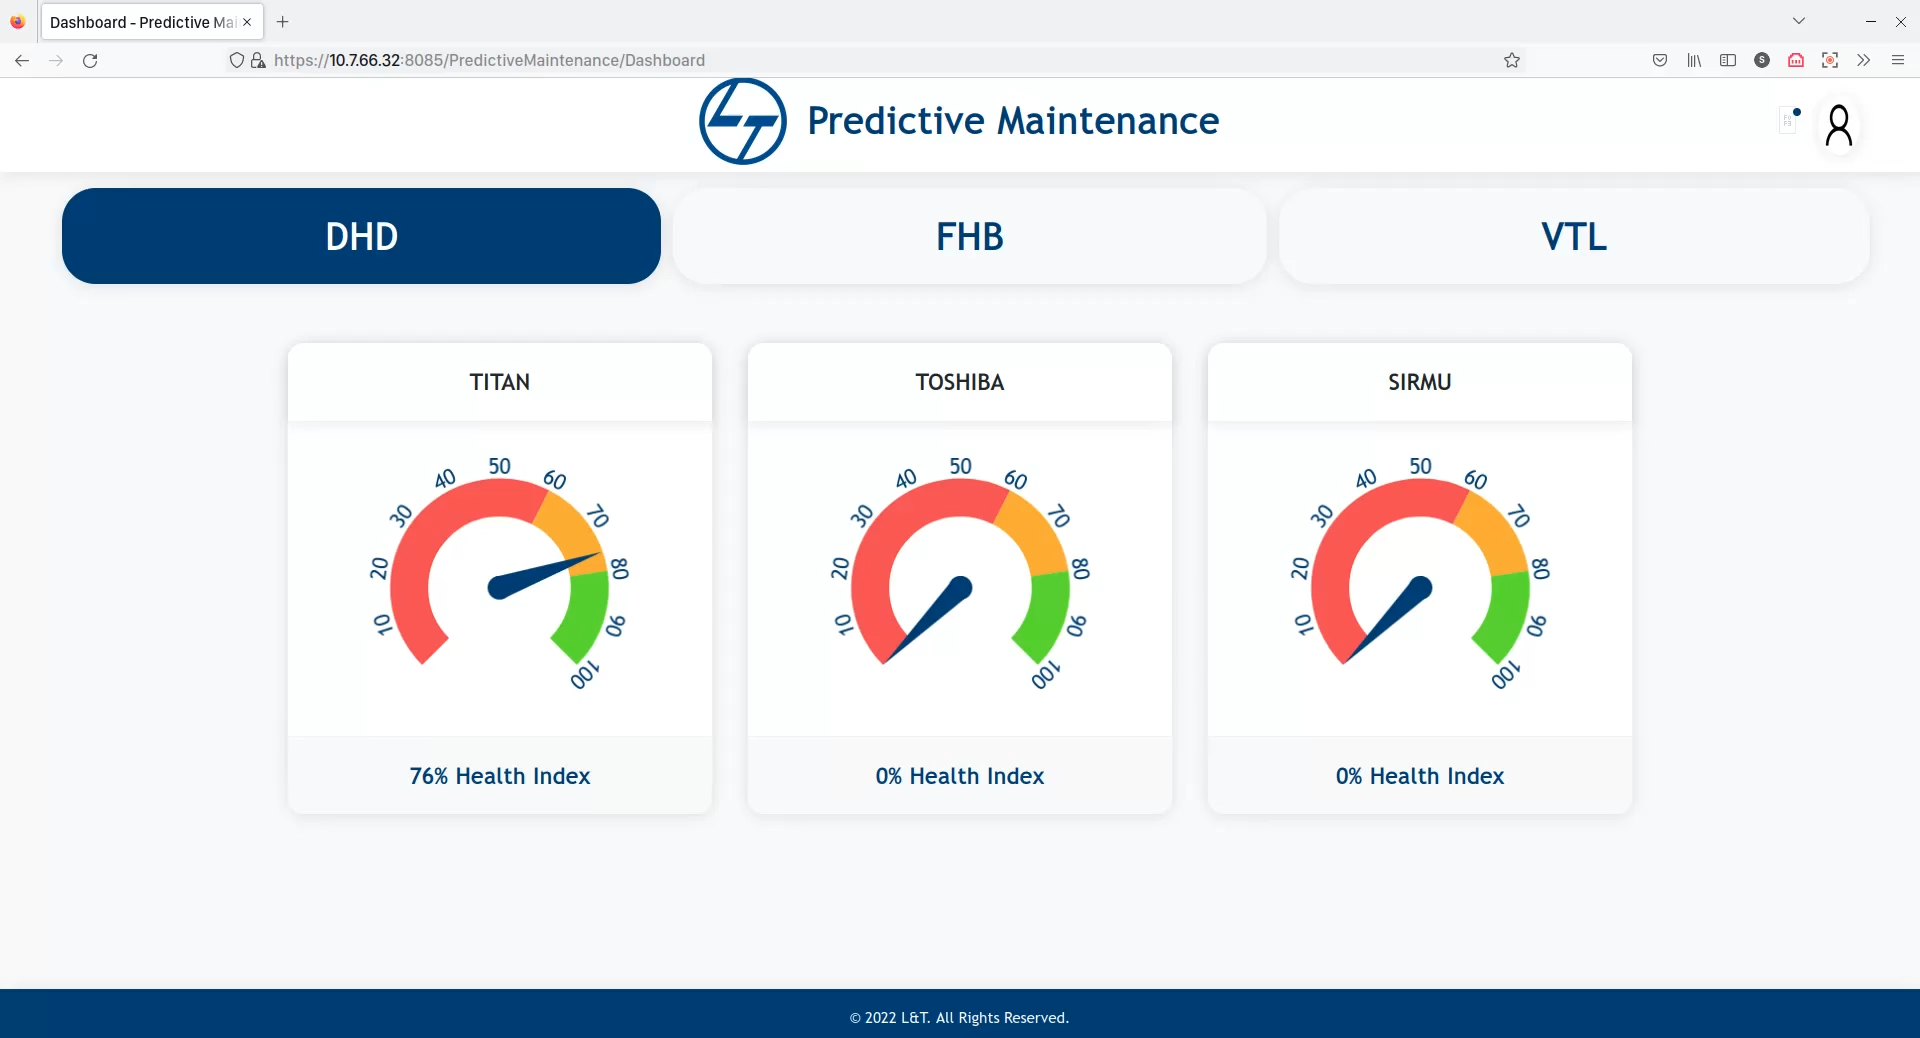 Dashboard - Predictive Mai
https://10.7.66.32:8085/PredictiveMaintenance/Dashboard
S
LT Predictive Maintenance
DHD
FHB
VTL
TITAN
TOSHIBA
SIRMU
10 20 30 40 50 60 70 80 90 100
10 20 30 40 50 60 70 80 90 100
10 20 30 40 50 60 70 80 90 100
76% Health Index
0% Health Index
0% Health Index
© 2022 L&T. All Rights Reserved.